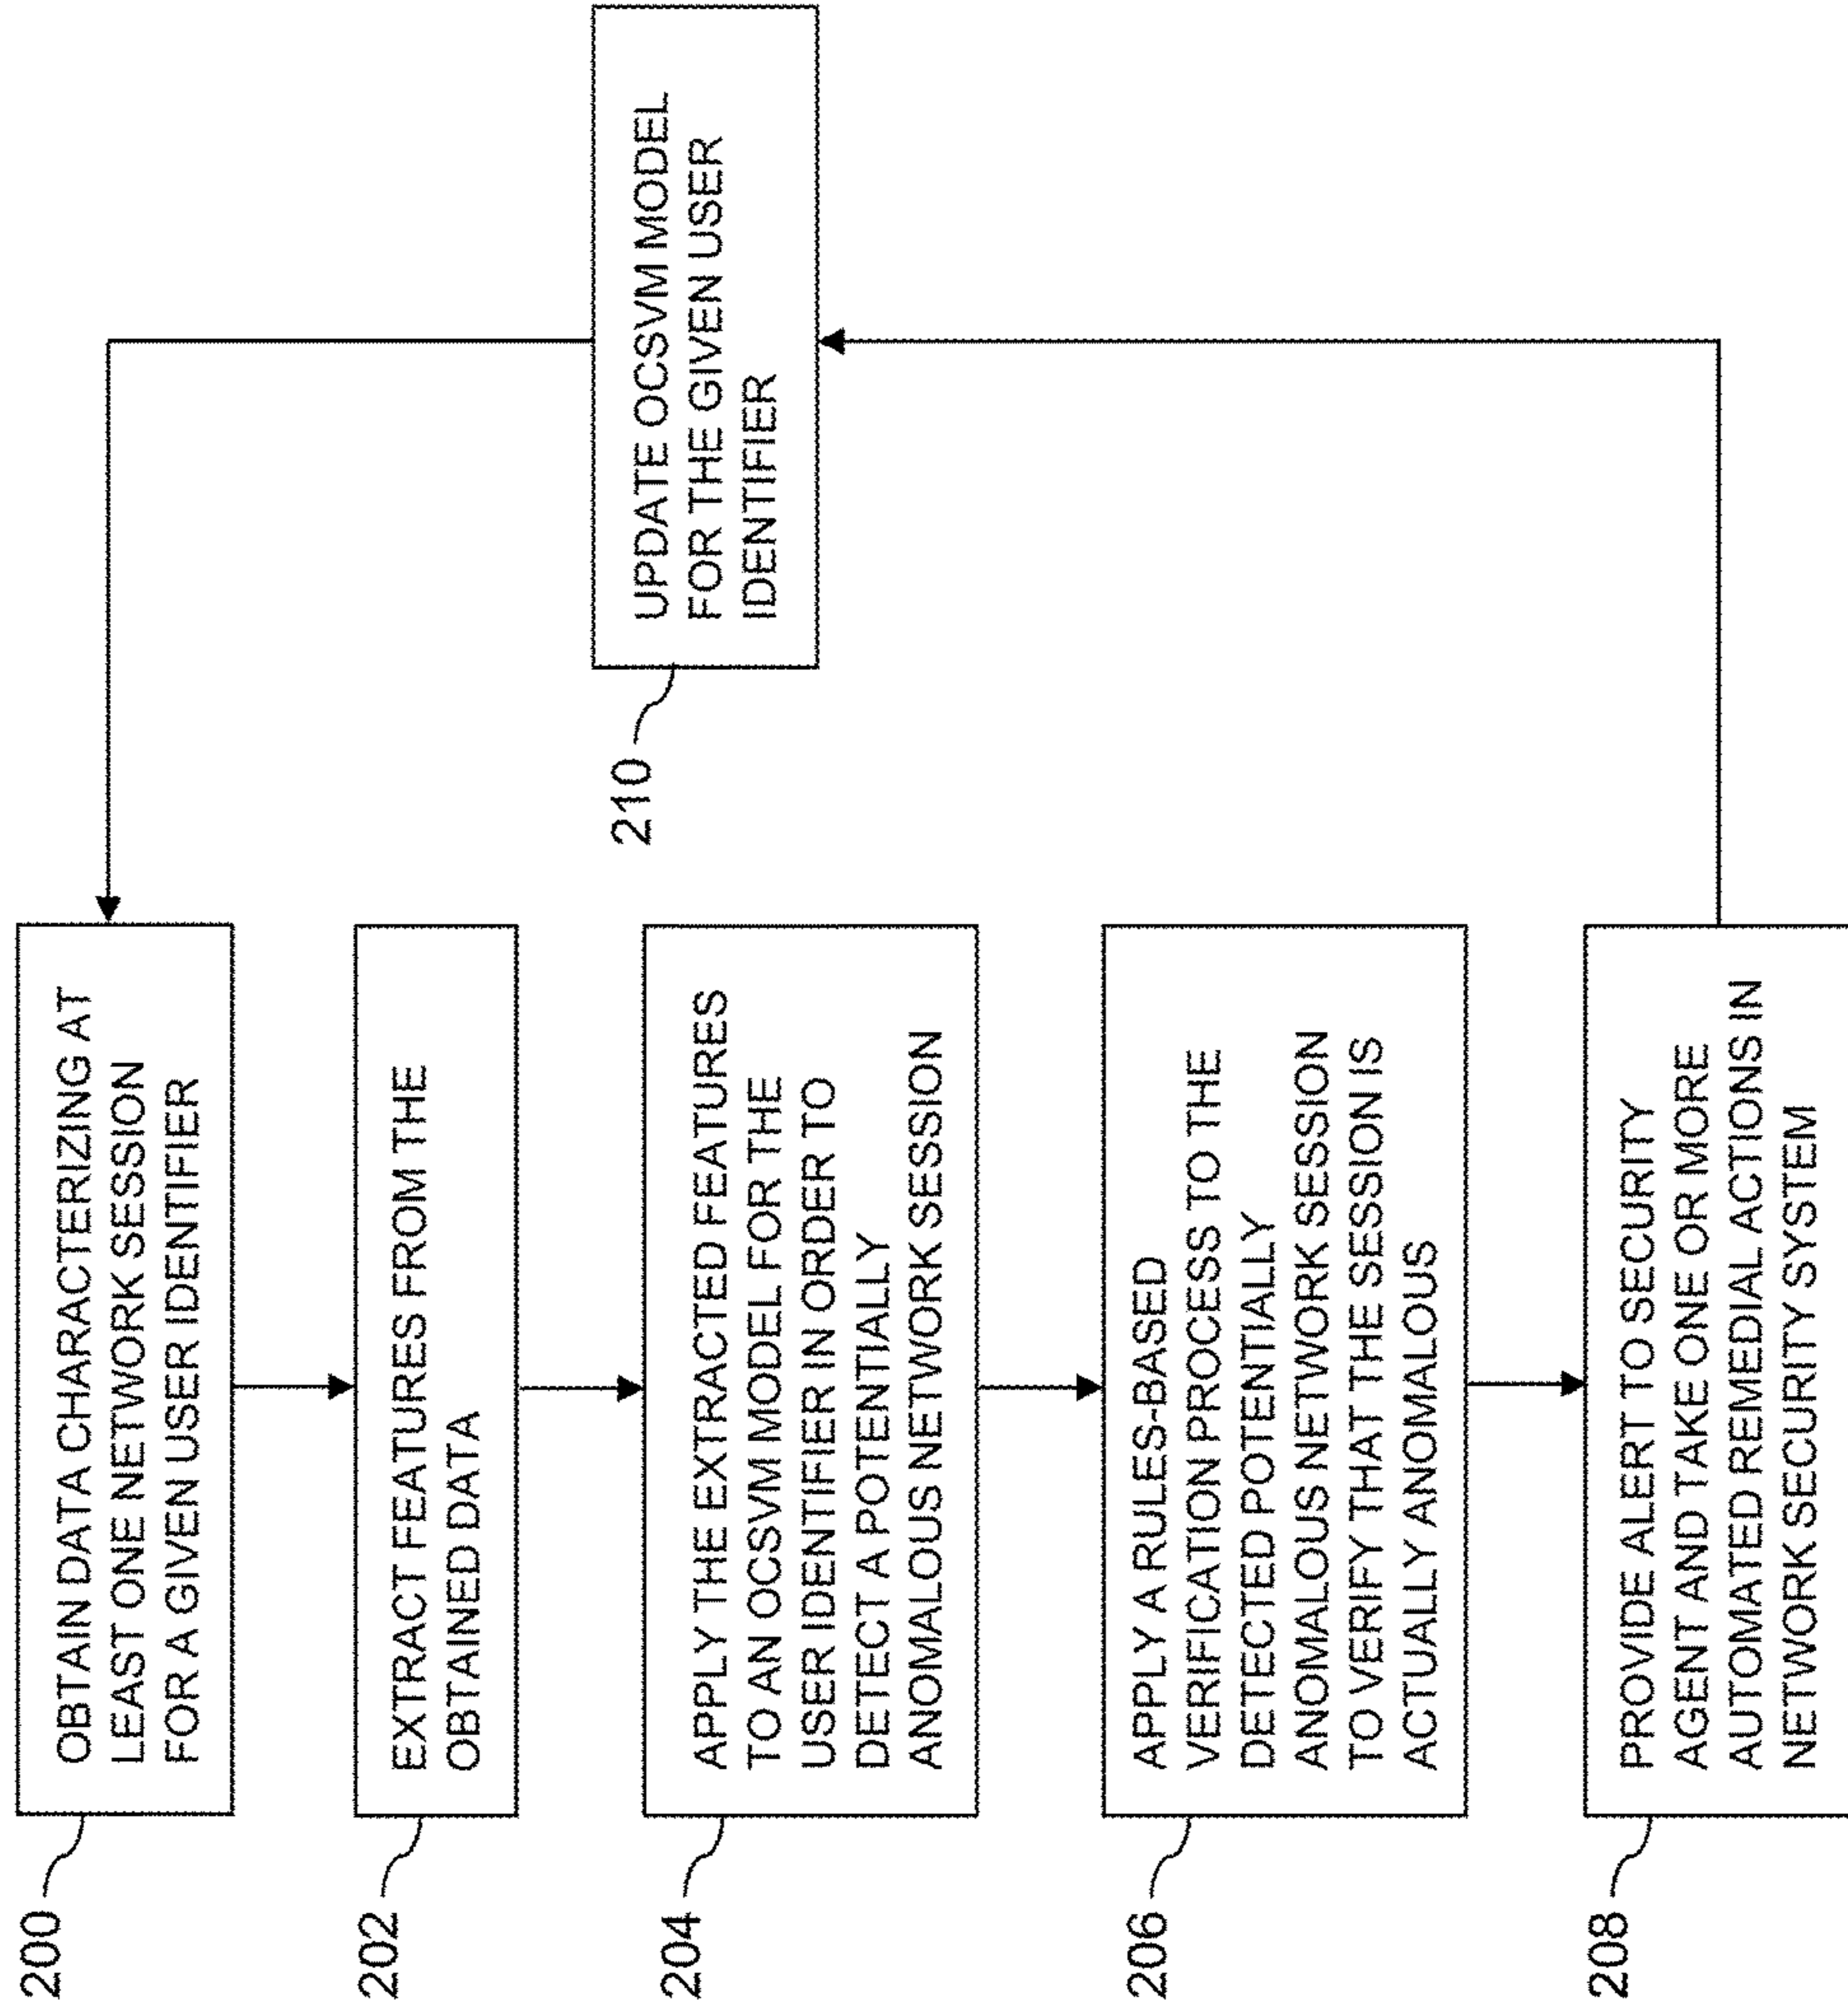 200
OBTAIN DATA CHARACTERIZING AT
LEAST ONE NETWORK SESSION
FOR A GIVEN USER IDENTIFIER
202
EXTRACT FEATURES FROM THE
OBTAINED DATA
204
APPLY THE EXTRACTED FEATURES
TO AN OCSVM MODEL FOR THE
USER IDENTIFIER IN ORDER TO
DETECT A POTENTIALLY
ANOMALOUS NETWORK SESSION
206
APPLY A RULES-BASED
VERIFICATION PROCESS TO THE
DETECTED POTENTIALLY
ANOMALOUS NETWORK SESSION
TO VERIFY THAT THE SESSION IS
ACTUALLY ANOMALOUS
208
PROVIDE ALERT TO SECURITY
AGENT AND TAKE ONE OR MORE
AUTOMATED REMEDIAL ACTIONS IN
NETWORK SECURITY SYSTEM
210
UPDATE OCSVM MODEL
FOR THE GIVEN USER
IDENTIFIER